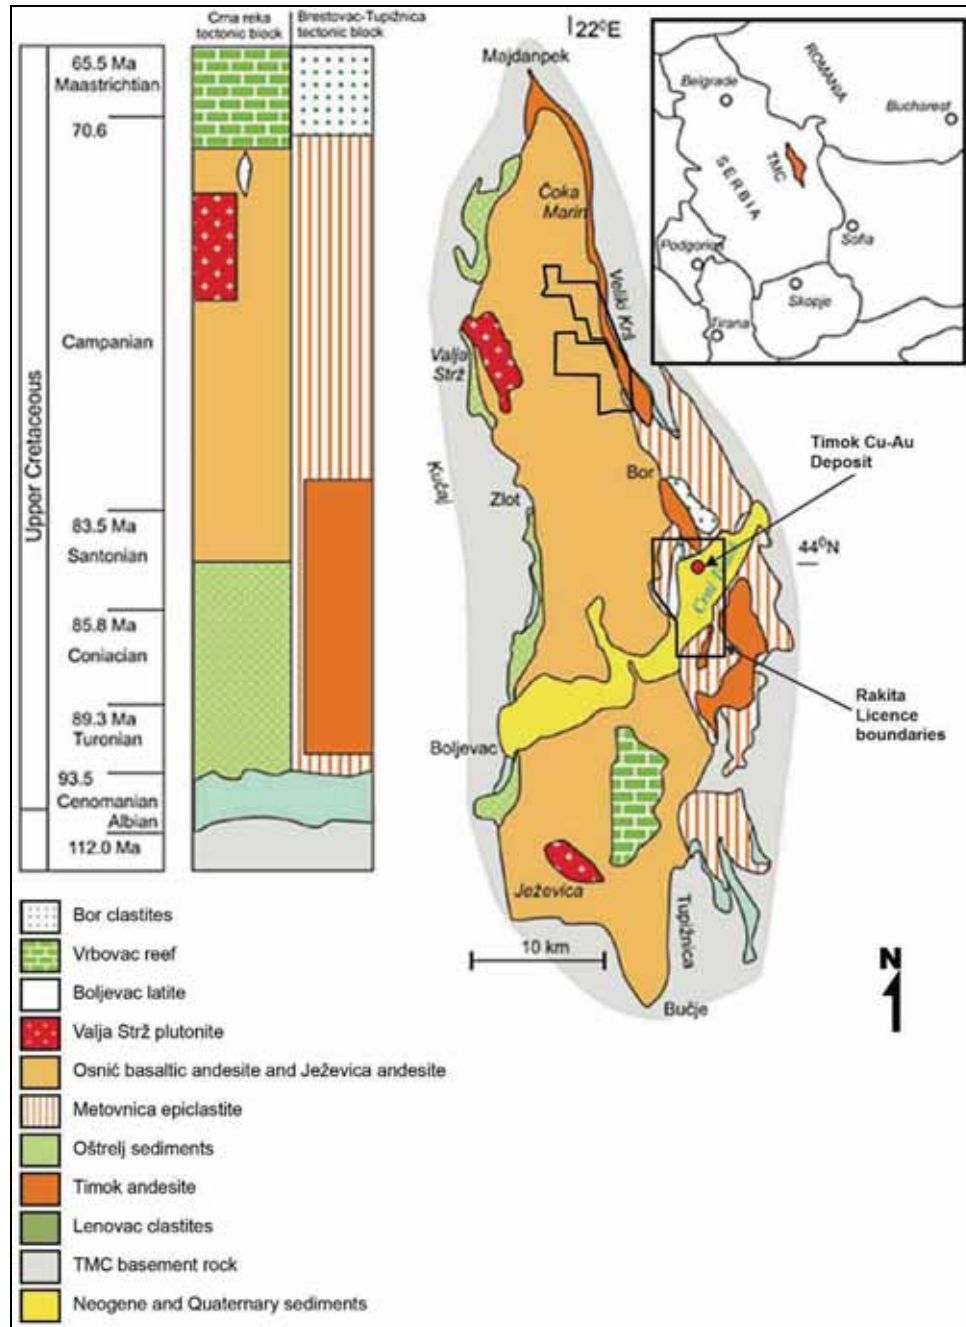 Crna reka
tectonic block
Brestovac-Tupižnica
tectonic block
Upper Cretaceous
65.5 Ma
Maastrichtian
70.6
Campanian
83.5 Ma
Santonian
85.8 Ma
Coniacian
89.3 Ma
Turonian
93.5
Cenomanian
Albian
112.0 Ma
22°E
Majdanpek
Čoka
Marin
Veliki Krš
Valja
Strž
Kučaj
Zlot
Bor
Timok Cu-Au
Deposit
44°N
Crni
Rakita
Licence
boundaries
Boljevac
Ježevica
Tupižnica
10 km
Bučje
N
ROMANIA
Belgrade
Bucharest
TMC
SERBIA
Podgorica
Sofia
Skopje
Tirana
Bor clastites
Vrbovac reef
Boljevac latite
Valja Strž plutonite
Osnić basaltic andesite and Ježevica andesite
Metovnica epiclastite
Oštrelj sediments
Timok andesite
Lenovac clastites
TMC basement rock
Neogene and Quaternary sediments